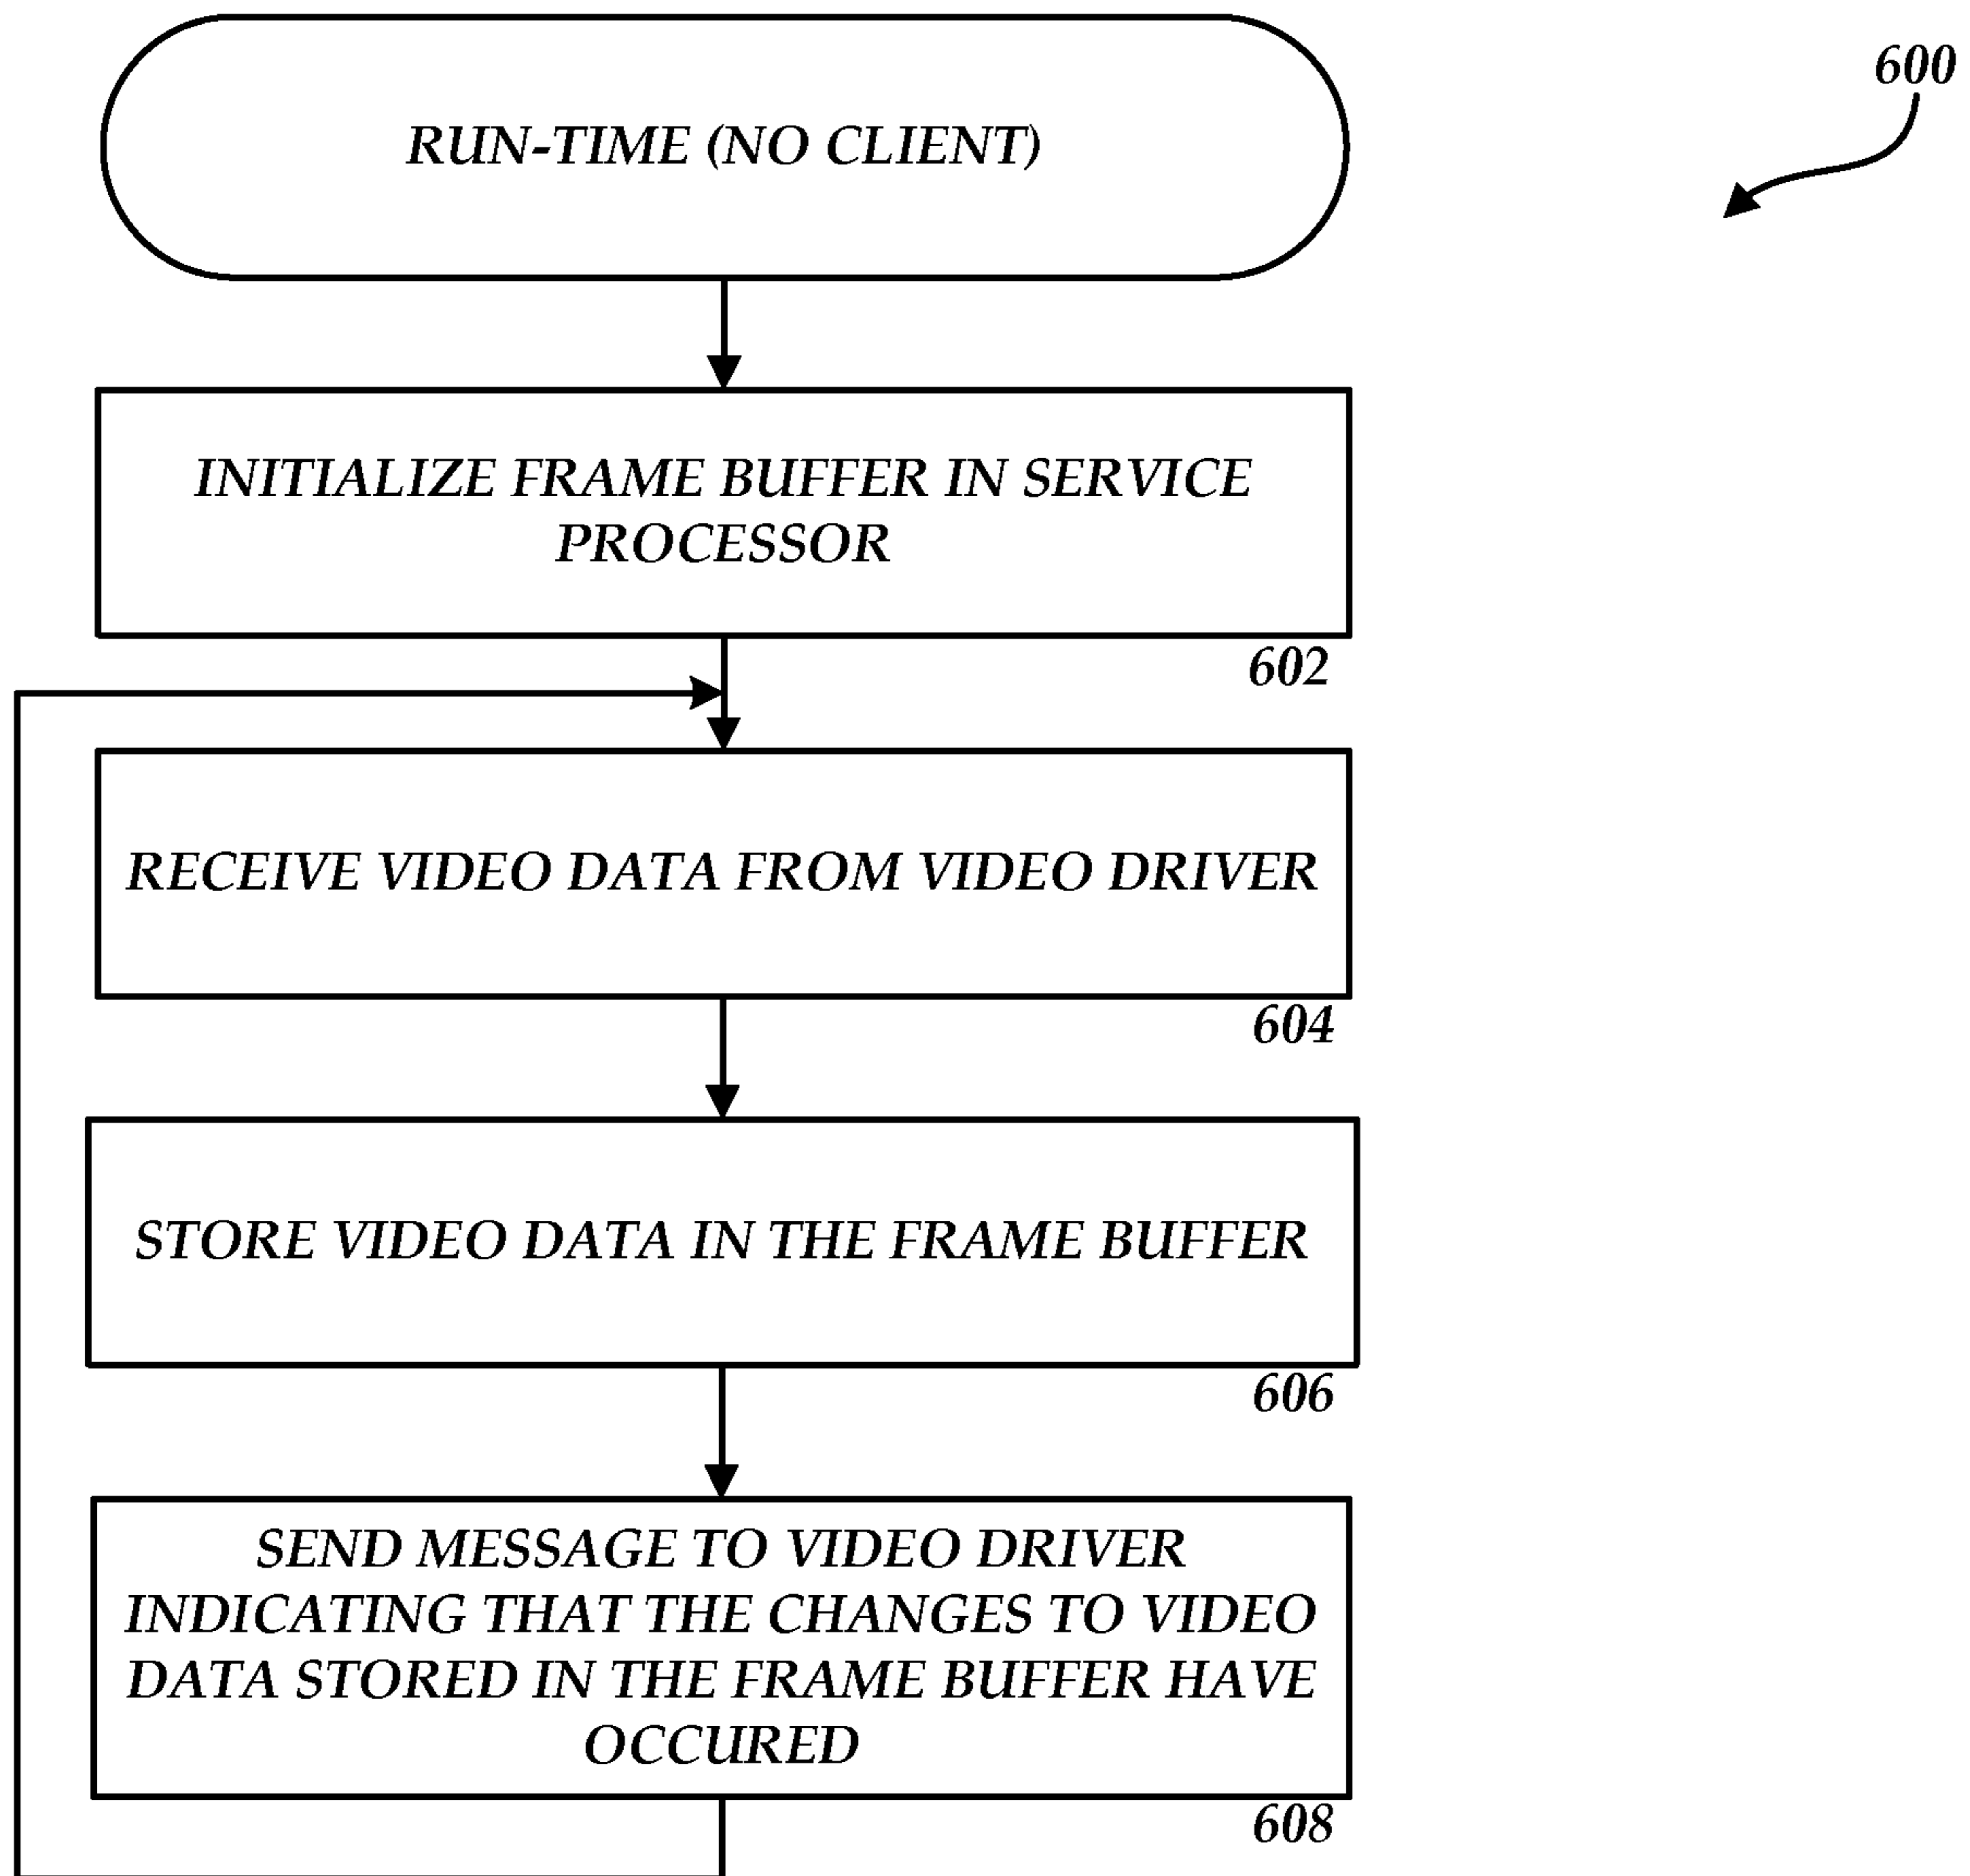 RUN-TIME (NO CLIENT)
600
INITIALIZE FRAME BUFFER IN SERVICE
PROCESSOR
602
RECEIVE VIDEO DATA FROM VIDEO DRIVER
604
STORE VIDEO DATA IN THE FRAME BUFFER
606
SEND MESSAGE TO VIDEO DRIVER
INDICATING THAT THE CHANGES TO VIDEO
DATA STORED IN THE FRAME BUFFER HAVE
OCCURED
608